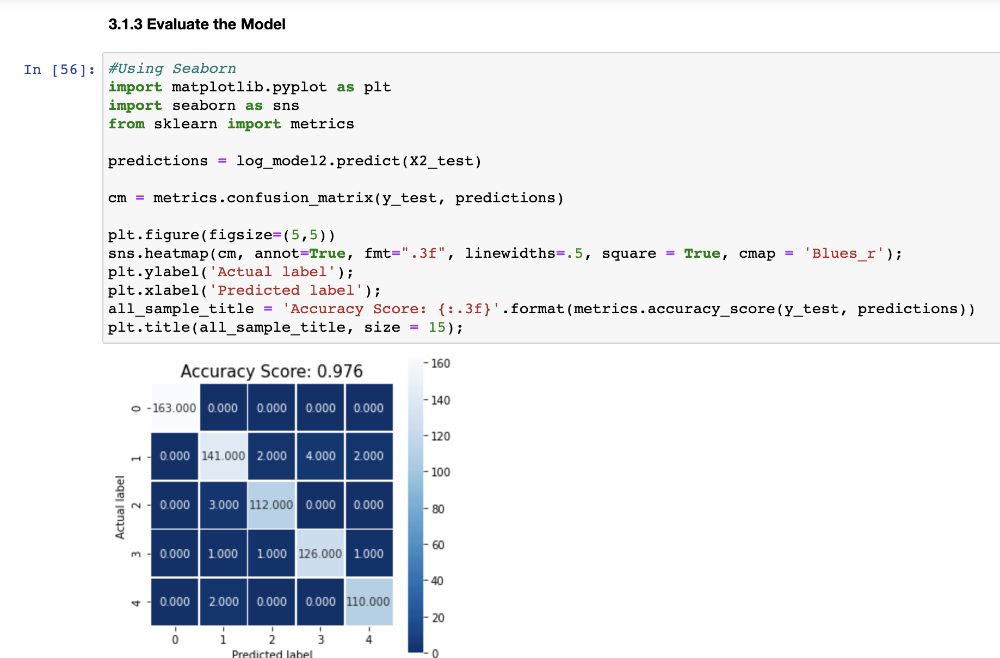 3.1.3 Evaluate the Model
In [56]:
#Using Seaborn
import matplotlib.pyplot as plt
import seaborn as sns
from sklearn import metrics
predictions = log_model2.predict(X2_test)
cm = metrics.confusion_matrix(y_test, predictions)
plt.figure(figsize=(5,5))
sns.heatmap(cm, annot=True, fmt=".3f", linewidths=.5, square = True, cmap = 'Blues_r');
plt.ylabel('Actual label');
plt.xlabel('Predicted label');
all_sample_title = 'Accuracy Score: {:.3f}'.format(metrics.accuracy_score(y_test, predictions))
plt.title(all_sample_title, size = 15);
Accuracy Score: 0.976
Actual label
0 163.000 0.000 0.000 0.000 0.000
1 0.000 141.000 2.000 4.000 2.000
2 0.000 3.000 112.000 0.000 0.000
3 0.000 1.000 1.000 126.000 1.000
4 0.000 2.000 0.000 0.000 110.000
0 1 2 3 4
Predicted label
160
140
120
100
80
60
40
20
0